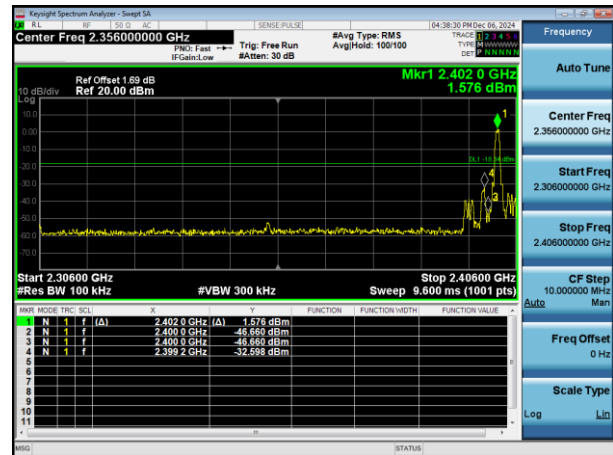 Keysight Spectrum Analyzer - Swept SA
RL RF 50 Ω AC SENSE:PULSE 04:38:30 PM Dec 06, 2024
Center Freq 2.356000000 GHz
PNO: Fast
IFGain:Low
Trig: Free Run
#Atten: 30 dB
#Avg Type: RMS
Avg|Hold: 100/100
TRACE 1 2 3 4 5 6
TYPE M W W W W W
DET P N N N N N
Ref Offset 1.69 dB
Ref 20.00 dBm
10 dB/div
Log
Mkr1 2.402 0 GHz
1.576 dBm
10.0
0.00
-10.0
-20.0
-30.0
-40.0
-50.0
-60.0
-70.0
1
4
3
Start 2.30600 GHz
Stop 2.40600 GHz
#Res BW 100 kHz
#VBW 300 kHz
Sweep 9.600 ms (1001 pts)
MKR MODE TRC SCL X Y FUNCTION FUNCTION WIDTH FUNCTION VALUE
1 N 1 f (Δ) 2.402 0 GHz (Δ) 1.576 dBm
2 N 1 f 2.400 0 GHz -46.660 dBm
3 N 1 f 2.400 0 GHz -46.660 dBm
4 N 1 f 2.399 2 GHz -32.598 dBm
5
6
7
8
9
10
11
MSG
STATUS
Frequency
Auto Tune
Center Freq
2.356000000 GHz
Start Freq
2.306000000 GHz
Stop Freq
2.406000000 GHz
CF Step
10.000000 MHz
Auto Man
Freq Offset
0 Hz
Scale Type
Log Lin